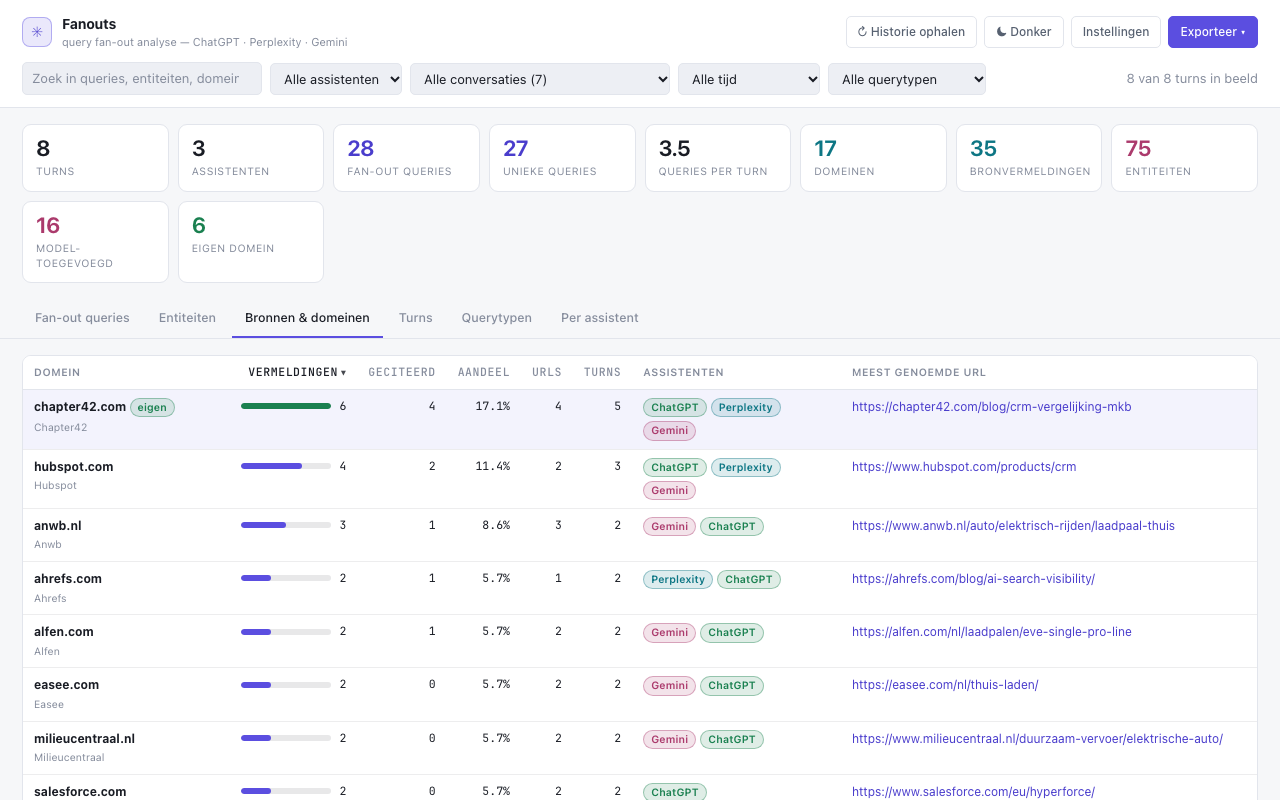 Fanouts
query fan-out analyse — ChatGPT · Perplexity · Gemini
Historie ophalen
Donker
Instellingen
Exporteer
Zoek in queries, entiteiten, domeir
Alle assistenten
Alle conversaties (7)
Alle tijd
Alle querytypen
8 van 8 turns in beeld
8
TURNS
3
ASSISTENTEN
28
FAN-OUT QUERIES
27
UNIEKE QUERIES
3.5
QUERIES PER TURN
17
DOMEINEN
35
BRONVERMELDINGEN
75
ENTITEITEN
16
MODEL-
TOEGEVOEGD
6
EIGEN DOMEIN
Fan-out queries Entiteiten Bronnen & domeinen Turns Querytypen Per assistent
DOMEIN VERMELDINGEN ▾ GECITEERD AANDEEL URLS TURNS ASSISTENTEN MEEST GENOEMDE URL
chapter42.com eigen 6 4 17.1% 4 5 ChatGPT Perplexity https://chapter42.com/blog/crm-vergelijking-mkb
Chapter42 Gemini
hubspot.com 4 2 11.4% 2 3 ChatGPT Perplexity https://www.hubspot.com/products/crm
Hubspot Gemini
anwb.nl 3 1 8.6% 3 2 Gemini ChatGPT https://www.anwb.nl/auto/elektrisch-rijden/laadpaal-thuis
Anwb
ahrefs.com 2 1 5.7% 1 2 Perplexity ChatGPT https://ahrefs.com/blog/ai-search-visibility/
Ahrefs
alfen.com 2 1 5.7% 2 2 Gemini ChatGPT https://alfen.com/nl/laadpalen/eve-single-pro-line
Alfen
easee.com 2 0 5.7% 2 2 Gemini ChatGPT https://easee.com/nl/thuis-laden/
Easee
milieucentraal.nl 2 0 5.7% 2 2 Gemini ChatGPT https://www.milieucentraal.nl/duurzaam-vervoer/elektrische-auto/
Milieucentraal
salesforce.com 2 0 5.7% 2 2 ChatGPT https://www.salesforce.com/eu/hyperforce/